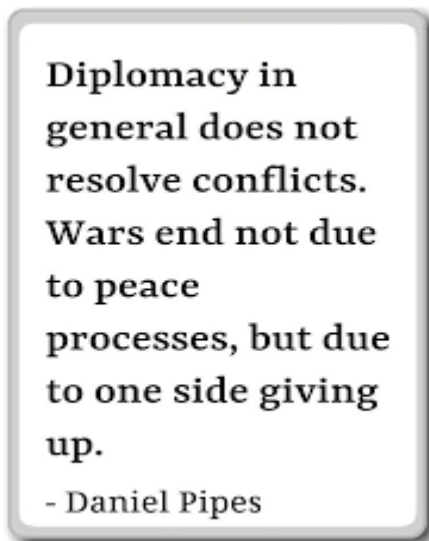 Diplomacy in
general does not
resolve conflicts.
Wars end not due
to peace
processes, but due
to one side giving
up.
- Daniel Pipes